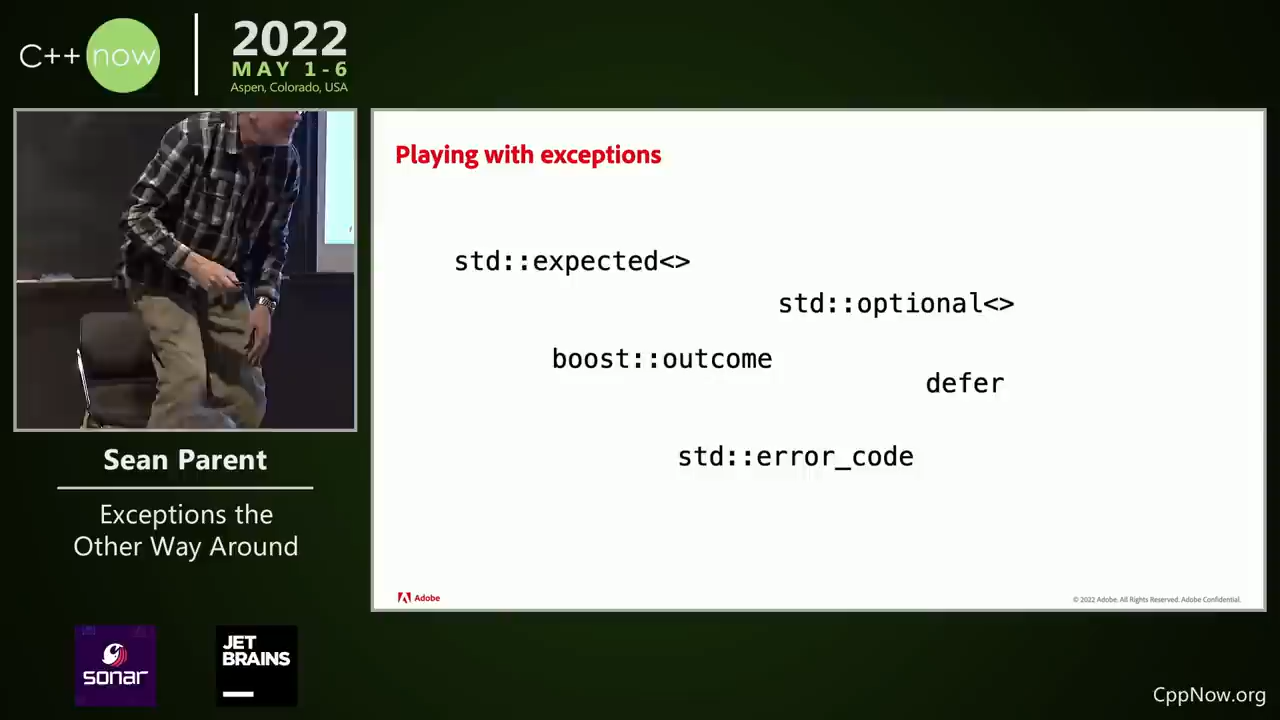 C++ now
2022
MAY 1-6
Aspen, Colorado, USA
Playing with exceptions
std::expected<>
std::optional<>
boost::outcome
defer
std::error_code
Adobe
© 2022 Adobe. All Rights Reserved. Adobe Confidential.
Sean Parent
Exceptions the
Other Way Around
sonar
JET
BRAINS
CppNow.org